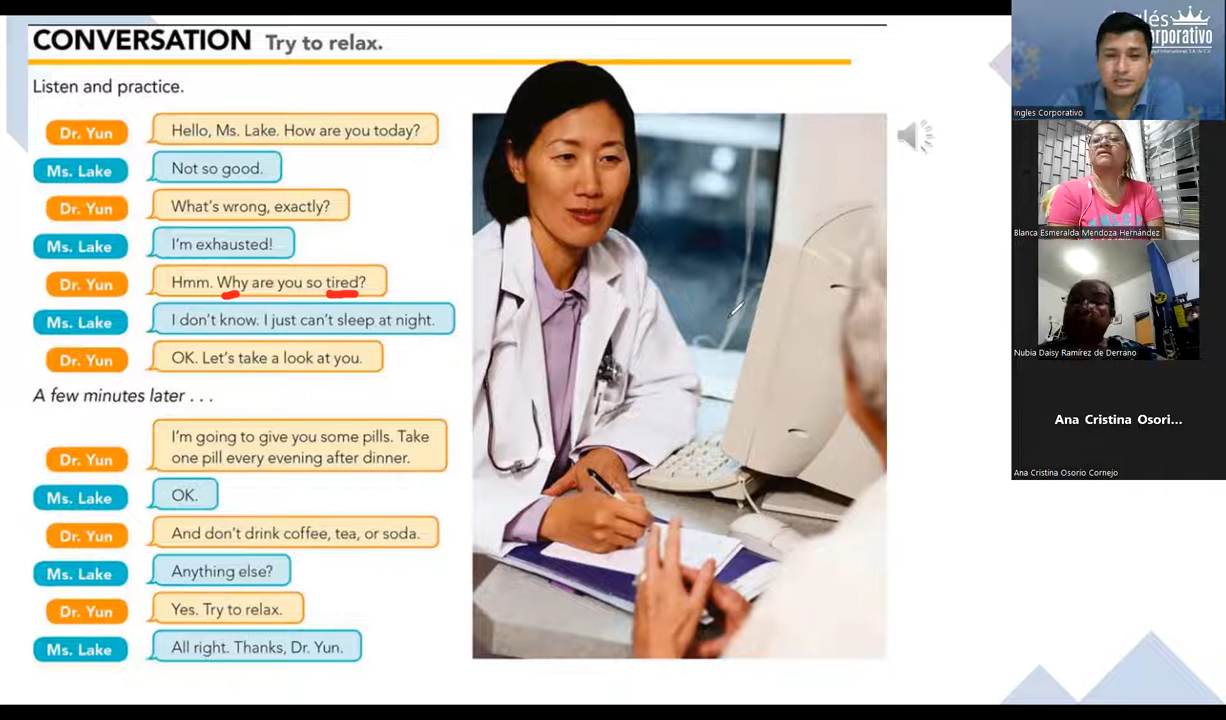 CONVERSATION Try to relax.
Listen and practice.
Dr. Yun Hello, Ms. Lake. How are you today?
Ms. Lake Not so good.
Dr. Yun What's wrong, exactly?
Ms. Lake I'm exhausted!
Dr. Yun Hmm. Why are you so tired?
Ms. Lake I don't know. I just can't sleep at night.
Dr. Yun OK. Let's take a look at you.
A few minutes later . . .
Dr. Yun I'm going to give you some pills. Take
one pill every evening after dinner.
Ms. Lake OK.
Dr. Yun And don't drink coffee, tea, or soda.
Ms. Lake Anything else?
Dr. Yun Yes. Try to relax.
Ms. Lake All right. Thanks, Dr. Yun.
Ingles Corporativo
Blanca Esmeralda Mendoza Hernández
Nubia Daisy Ramírez de Derrano
Ana Cristina Osori...
Ana Cristina Osorio Cornejo